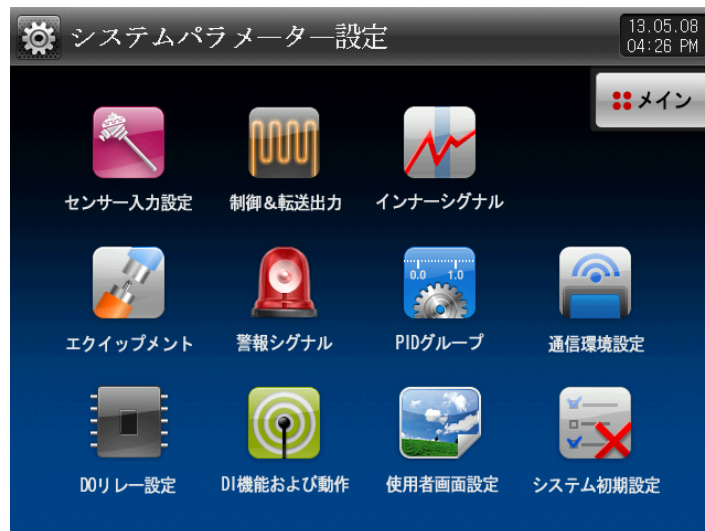 システムパラメーター設定
13.05.08
04:26 PM
メイン
センサー入力設定
制御&転送出力
インナーシグナル
0.0 1.0
エクイップメント
警報シグナル
PIDグループ
通信環境設定
DOリレー設定
DI機能および動作
使用者画面設定
システム初期設定